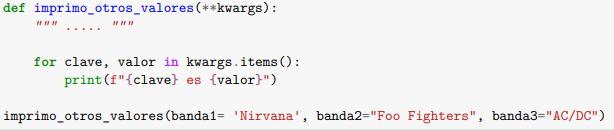 def imprimo_otros_valores(**kwargs):
    """ ..... """
    for clave, valor in kwargs.items():
        print(f"{clave} es {valor}")
imprimo_otros_valores(banda1= 'Nirvana', banda2="Foo Fighters", banda3="AC/DC")